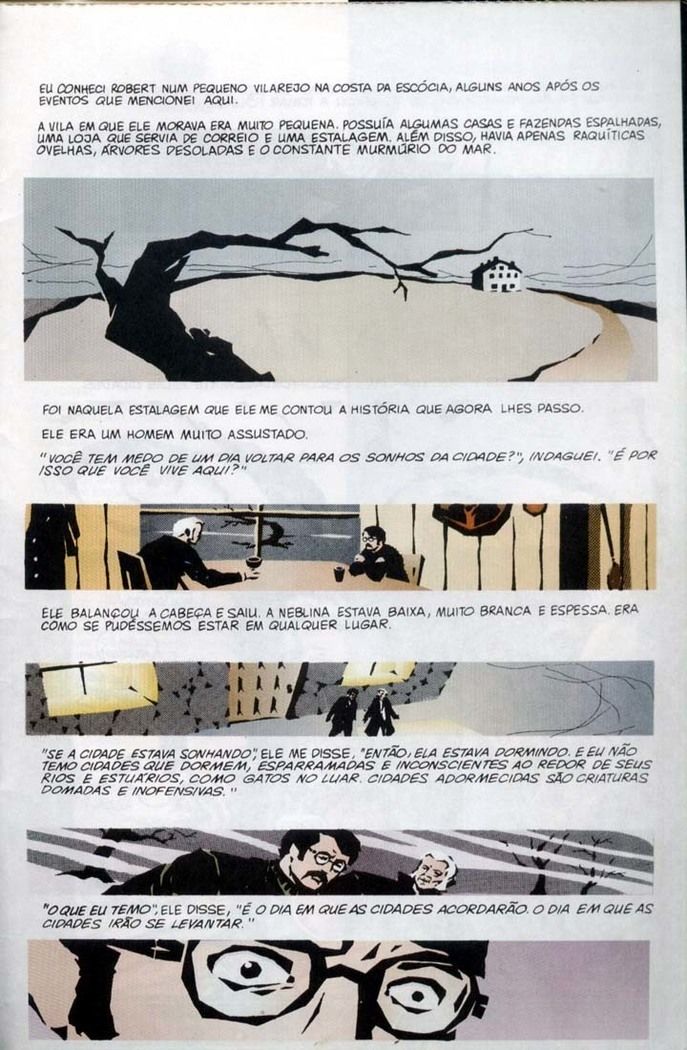 EU CONHECI ROBERT NUM PEQUENO VILAREJO NA COSTA DA ESCÓCIA, ALGUNS ANOS APÓS OS
EVENTOS QUE MENCIONEI AQUI.
A VILA EM QUE ELE MORAVA ERA MUITO PEQUENA. POSSUÍA ALGUMAS CASAS E FAZENDAS ESPALHADAS,
UMA LOJA QUE SERVIA DE CORREIO E UMA ESTALAGEM. ALÉM DISSO, HAVIA APENAS RAQUÍTICAS
OVELHAS, ÁRVORES DESOLADAS E O CONSTANTE MURMÚRIO DO MAR.
FOI NAQUELA ESTALAGEM QUE ELE ME CONTOU A HISTÓRIA QUE AGORA LHES PASSO.
ELE ERA UM HOMEM MUITO ASSUSTADO.
"VOCÊ TEM MEDO DE UM DIA VOLTAR PARA OS SONHOS DA CIDADE?", INDAGUEI. "É POR
ISSO QUE VOCÊ VIVE AQUI?"
ELE BALANÇOU A CABEÇA E SAIU. A NEBLINA ESTAVA BAIXA, MUITO BRANCA E ESPESSA. ERA
COMO SE PUDÉSSEMOS ESTAR EM QUALQUER LUGAR.
"SE A CIDADE ESTAVA SONHANDO", ELE ME DISSE, "ENTÃO, ELA ESTAVA DORMINDO. E EU NÃO
TEMO CIDADES QUE DORMEM, ESPARRAMADAS E INCONSCIENTES AO REDOR DE SEUS
RIOS E ESTUÁRIOS, COMO GATOS NO LUAR. CIDADES ADORMECIDAS SÃO CRIATURAS
DOMADAS E INOFENSIVAS."
"O QUE EU TEMO", ELE DISSE, "É O DIA EM QUE AS CIDADES ACORDARÃO. O DIA EM QUE AS
CIDADES IRÃO SE LEVANTAR."